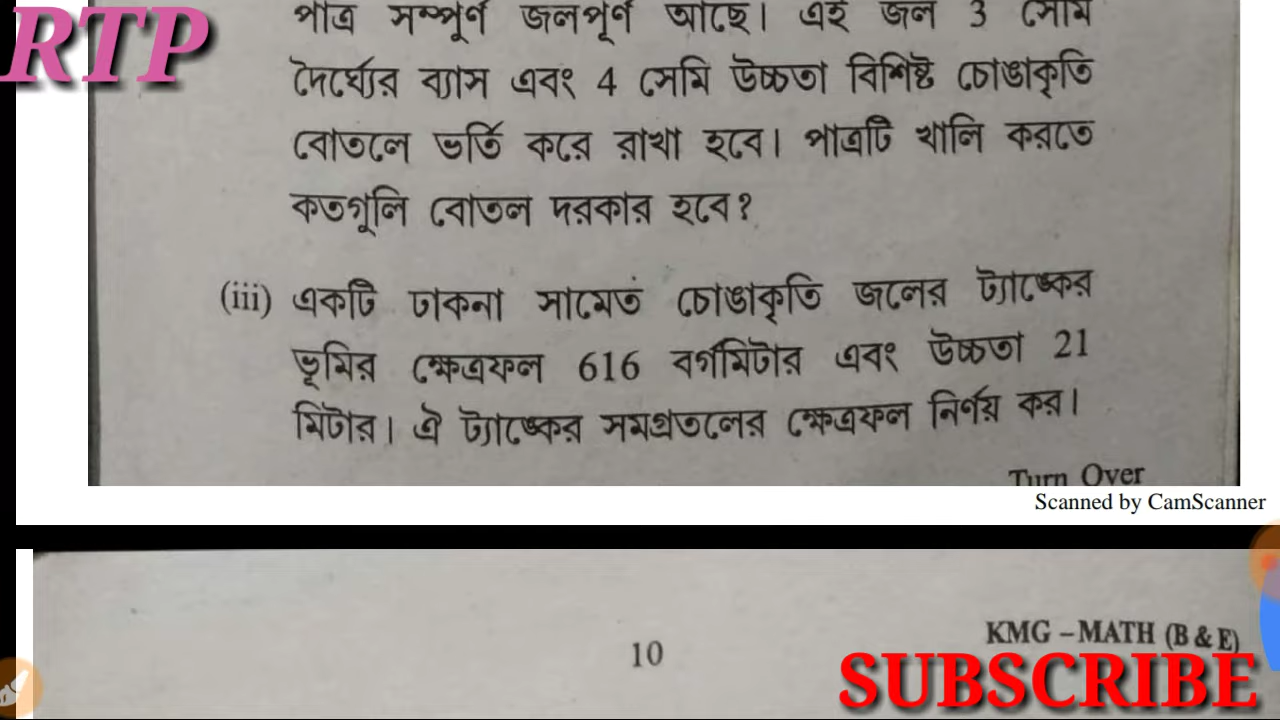 RTP
পাত্র সম্পূর্ণ জলপূর্ণ আছে। এই জল 3 সেমি
দৈর্ঘ্যের ব্যাস এবং 4 সেমি উচ্চতা বিশিষ্ট চোঙাকৃতি
বোতলে ভর্তি করে রাখা হবে। পাত্রটি খালি করতে
কতগুলি বোতল দরকার হবে?
(iii) একটি ঢাকনা সামেত চোঙাকৃতি জলের ট্যাঙ্কের
ভূমির ক্ষেত্রফল 616 বর্গমিটার এবং উচ্চতা 21
মিটার। ঐ ট্যাঙ্কের সমগ্রতলের ক্ষেত্রফল নির্ণয় কর।
Turn Over
Scanned by CamScanner
10
KMG – MATH (B & E)
SUBSCRIBE